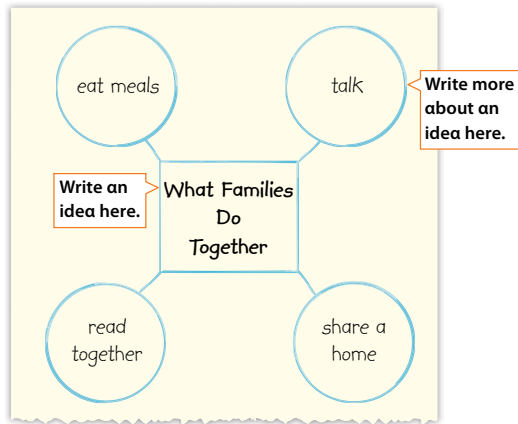 eat meals
talk
Write more
about an
idea here.
Write an
idea here.
What Families
Do
Together
read
together
share a
home